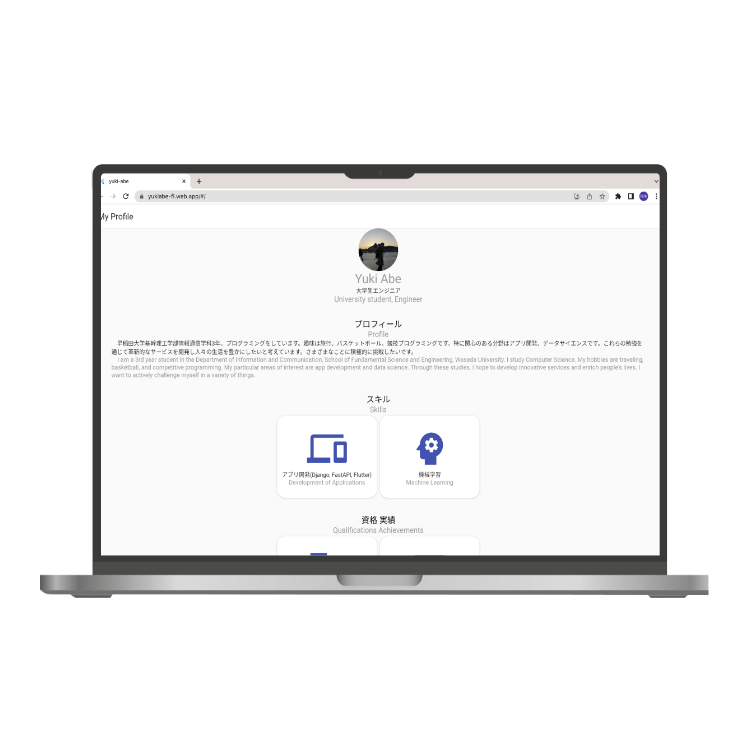 yuki-abe
yukiabe-fl.web.app/#/
My Profile
Yuki Abe
大学生エンジニア
University student, Engineer
プロフィール
Profile
早稲田大学基幹理工学部情報通信学科3年。プログラミングをしています。趣味は旅行、バスケットボール、競技プログラミングです。特に関心のある分野はアプリ開発、データサイエンスです。これらの勉強を
通じて革新的なサービスを開発し人々の生活を豊かにしたいと考えています。さまざまなことに積極的に挑戦したいです。
I am a 3rd year student in the Department of Information and Communication, School of Fundamental Science and Engineering, Waseda University. I study Computer Science. My hobbies are traveling,
basketball, and competitive programming. My particular areas of interest are app development and data science. Through these studies, I hope to develop innovative services and enrich people's lives. I
want to actively challenge myself in a variety of things.
スキル
Skills
アプリ開発(Django, FastAPI, Flutter)
Development of Applications
機械学習
Machine Learning
資格 実績
Qualifications Achievements